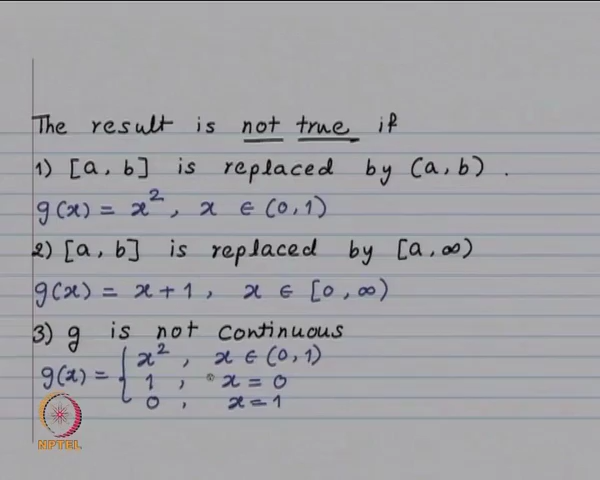 The result is not true if
1) [a, b] is replaced by (a, b) .
g(x) = x², x ∈ (0, 1)
2) [a, b] is replaced by [a, ∞)
g(x) = x + 1, x ∈ [0, ∞)
3) g is not continuous
g(x) = { x², x ∈ (0, 1)
1, x = 0
0, x = 1
NPTEL